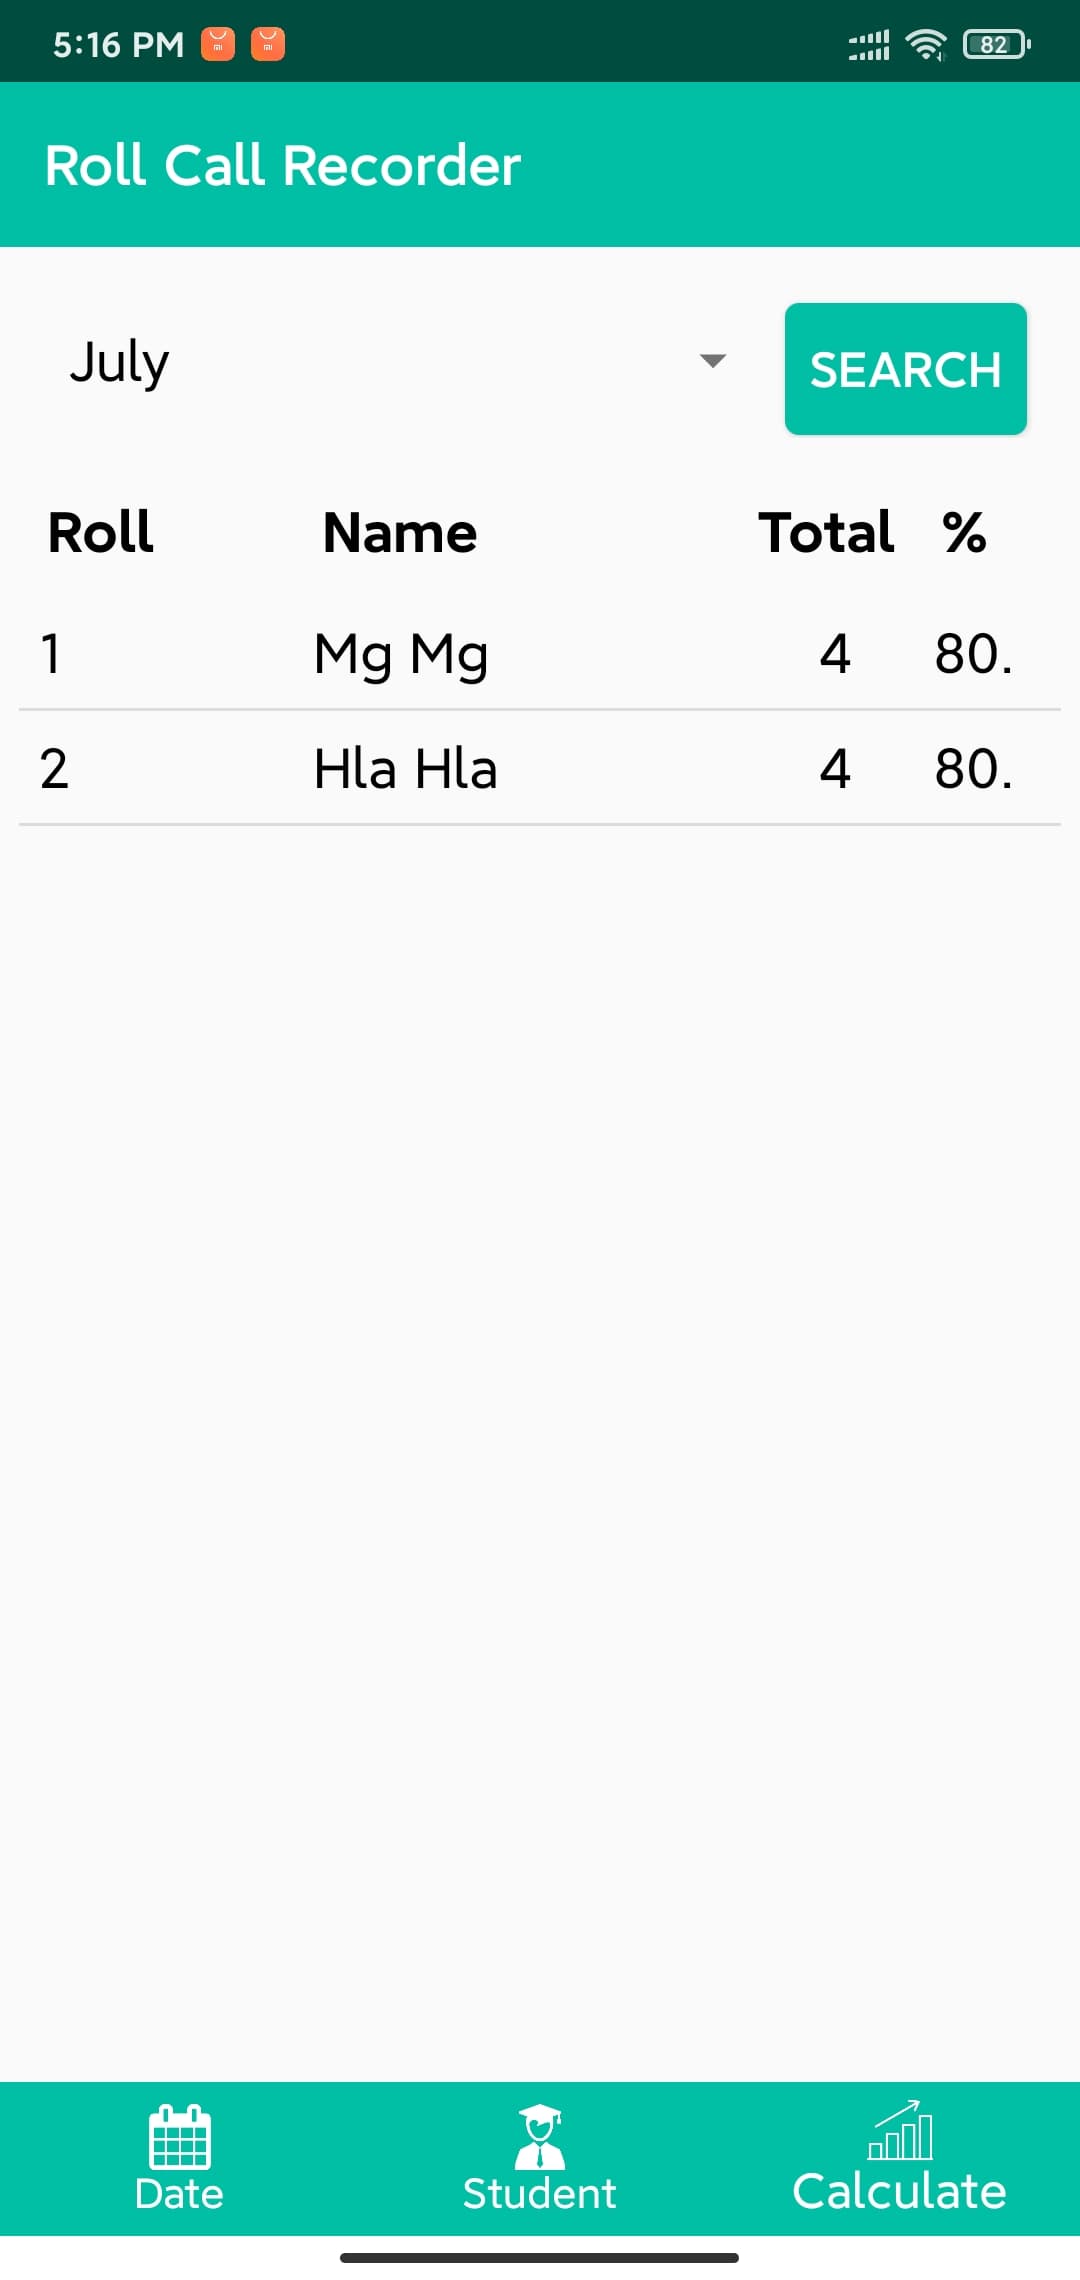 5:16 PM 82
Roll Call Recorder
July SEARCH
Roll Name Total %
1 Mg Mg 4 80.
2 Hla Hla 4 80.
Date Student Calculate